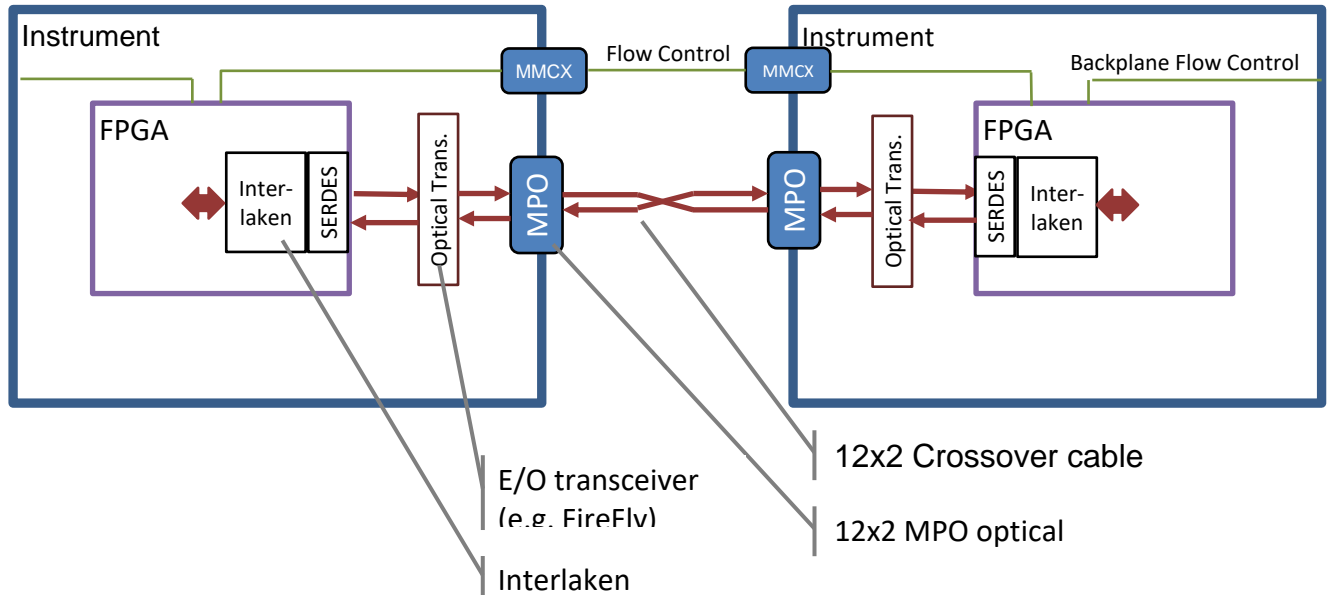 Instrument
Instrument
MMCX
Flow Control
MMCX
Backplane Flow Control
FPGA
FPGA
Inter-
laken
SERDES
Optical Trans.
MPO
MPO
Optical Trans.
SERDES
Inter-
laken
12x2 Crossover cable
E/O transceiver
(e.g. FireFly)
12x2 MPO optical
Interlaken